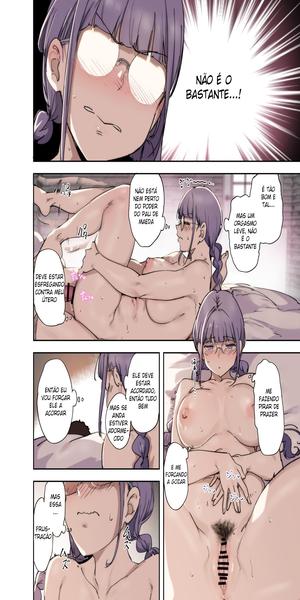 NÃO É O
BASTANTE...!
É TÃO
BOM E
TAL...
MAS UM
ORGASMO
LEVE, NÃO É
O BASTANTE
NÃO ESTÁ
NEM PERTO
DO PODER
DO PAU DE
MAEDA
DEVE ESTAR
ESFREGANDO
CONTRA MEU
ÚTERO
ME
FAZENDO
PIRAR DE
PRAZER
E ME
FORÇANDO
A GOZAR
ELE DEVE
ESTAR
ACORDADO,
ENTÃO TUDO
BEM
MAS SE
AINDA
ESTIVER
ADORME-
CIDO
ENTÃO EU
VOU FORÇAR
ELE A
ACORDAR
MAS
ESSA
...
FRUS-
TRAÇÃO